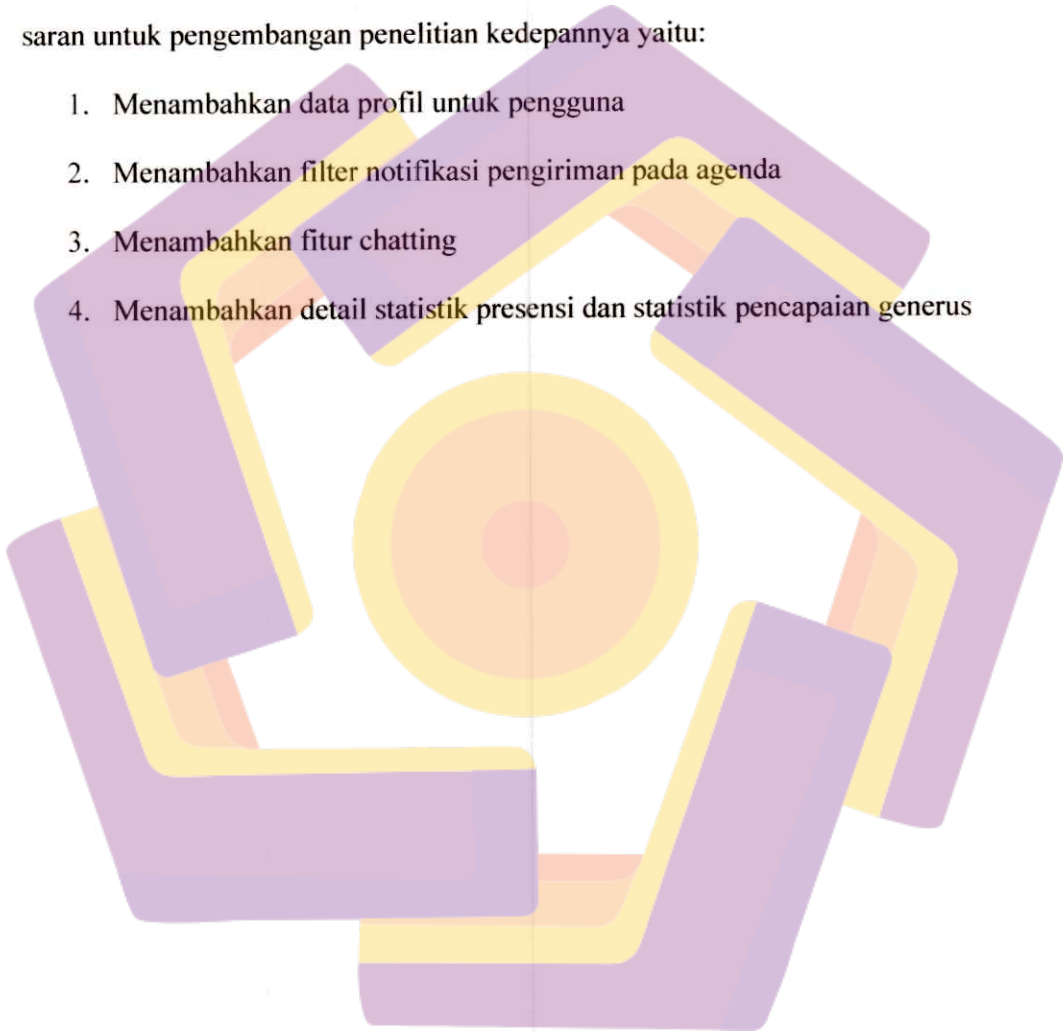 saran untuk pengembangan penelitian kedepannya yaitu:
1. Menambahkan data profil untuk pengguna
2. Menambahkan filter notifikasi pengiriman pada agenda
3. Menambahkan fitur chatting
4. Menambahkan detail statistik presensi dan statistik pencapaian generus